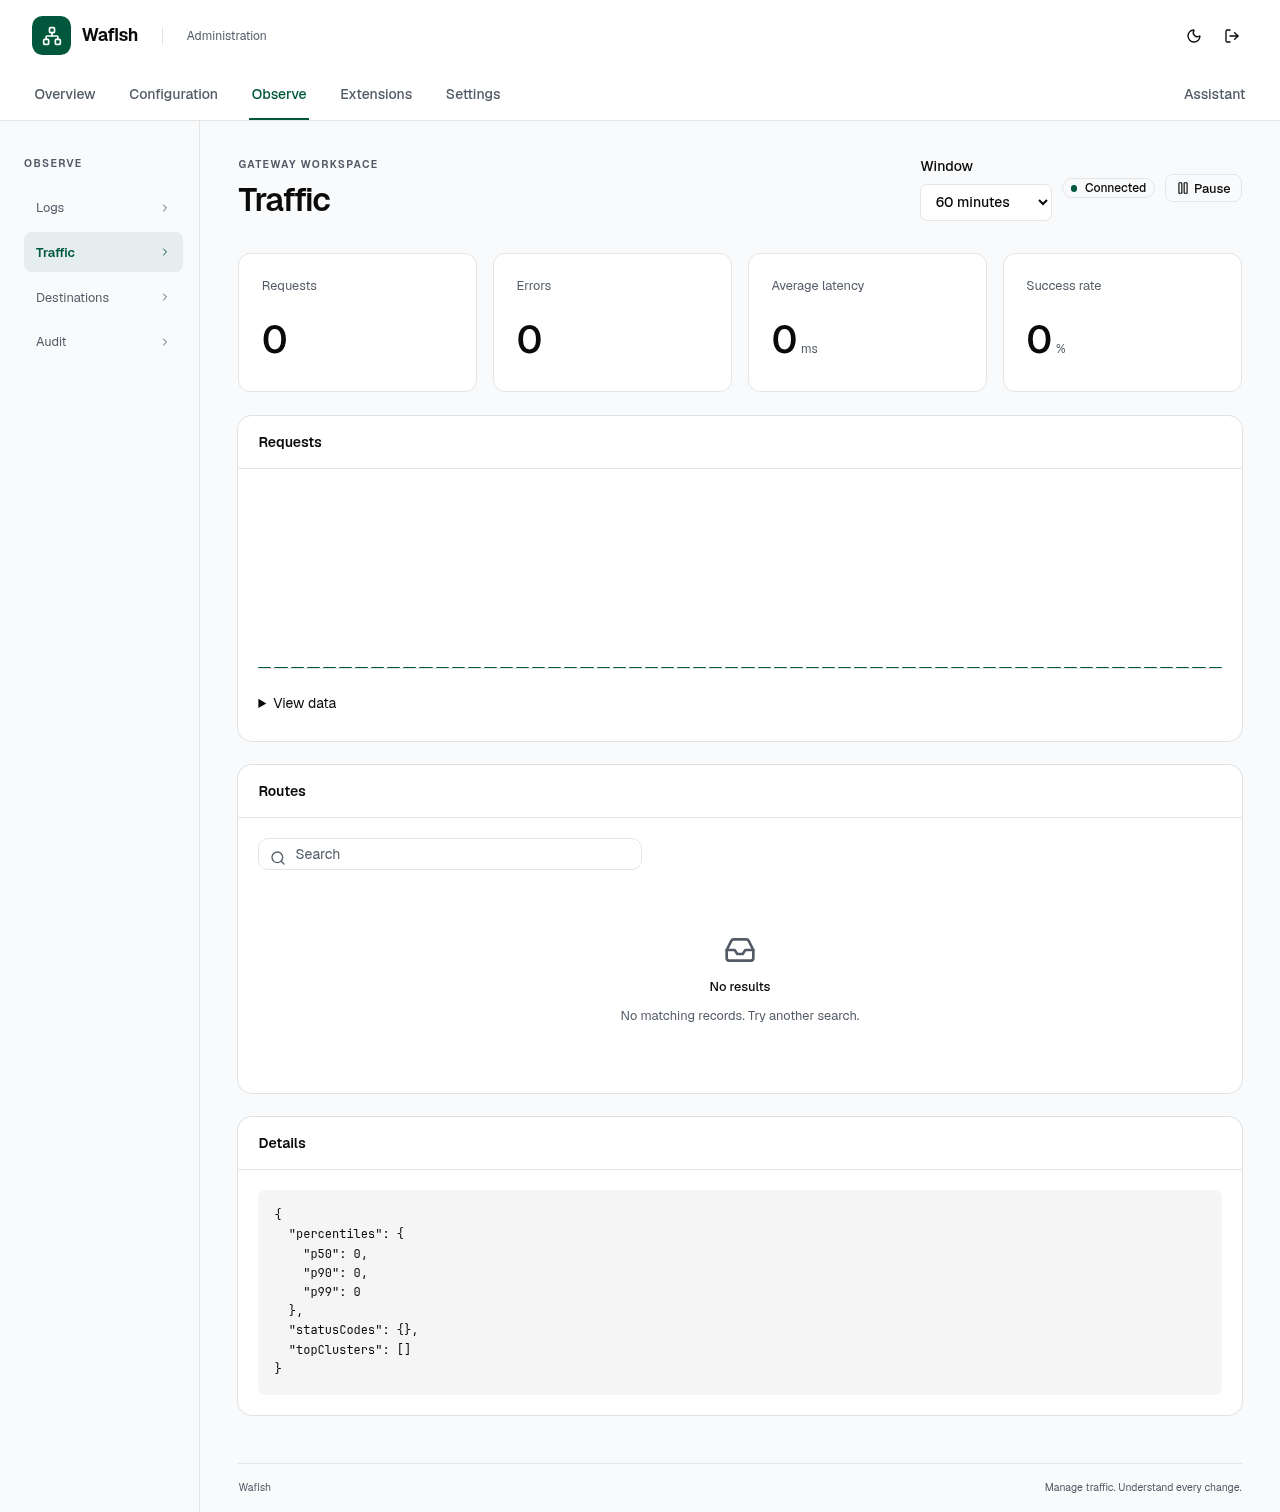 Wafish
Administration
Overview
Configuration
Observe
Extensions
Settings
Assistant
OBSERVE
Logs
Traffic
Destinations
Audit
GATEWAY WORKSPACE
Traffic
Window
60 minutes
Connected
Pause
Requests
0
Errors
0
Average latency
0 ms
Success rate
0 %
Requests
View data
Routes
Search
No results
No matching records. Try another search.
Details
{
"percentiles": {
"p50": 0,
"p90": 0,
"p99": 0
},
"statusCodes": {},
"topClusters": []
}
Wafish
Manage traffic. Understand every change.